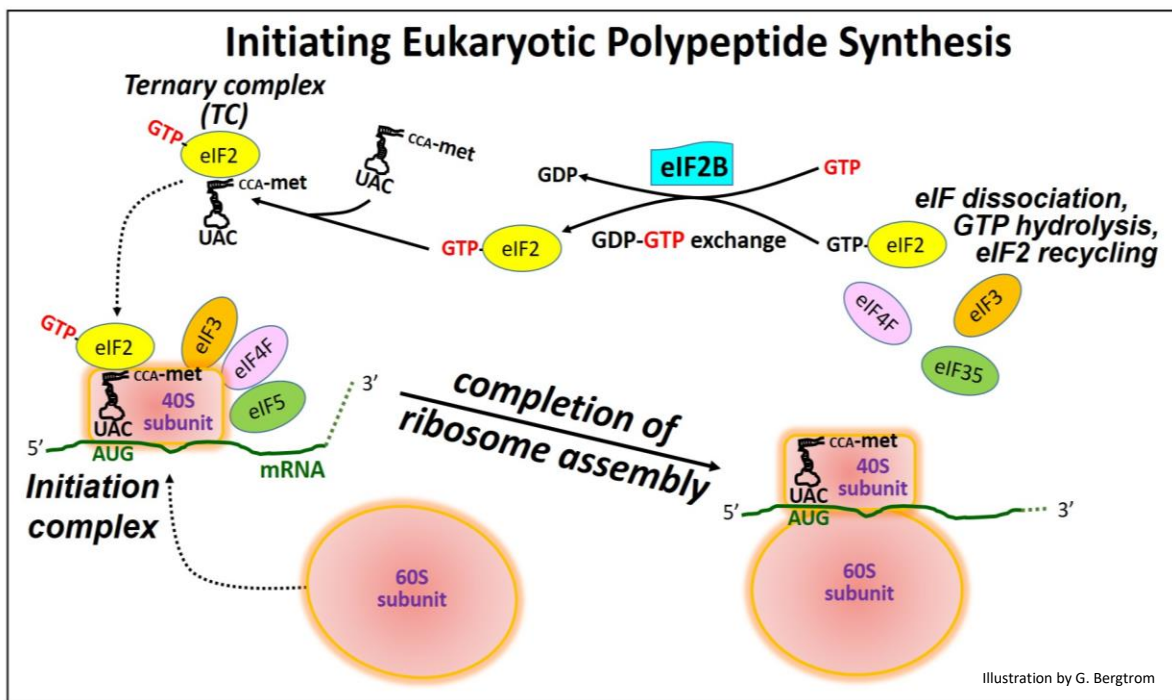 Initiating Eukaryotic Polypeptide Synthesis
Ternary complex
(TC)
GTP
eIF2
CCA-met
UAC
CCA-met
UAC
GDP
eIF2B
GTP
GTP-
eIF2
GDP-GTP exchange
GTP-
eIF2
eIF dissociation,
GTP hydrolysis,
eIF2 recycling
eIF4F
eIF3
eIF35
GTP-
eIF2
eIF3
eIF4F
eIF5
CCA-met
40S
subunit
UAC
5’
AUG
mRNA
3’
Initiation
complex
completion of
ribosome assembly
60S
subunit
CCA-met
40S
subunit
UAC
5’
AUG
3’
60S
subunit
Illustration by G. Bergtrom